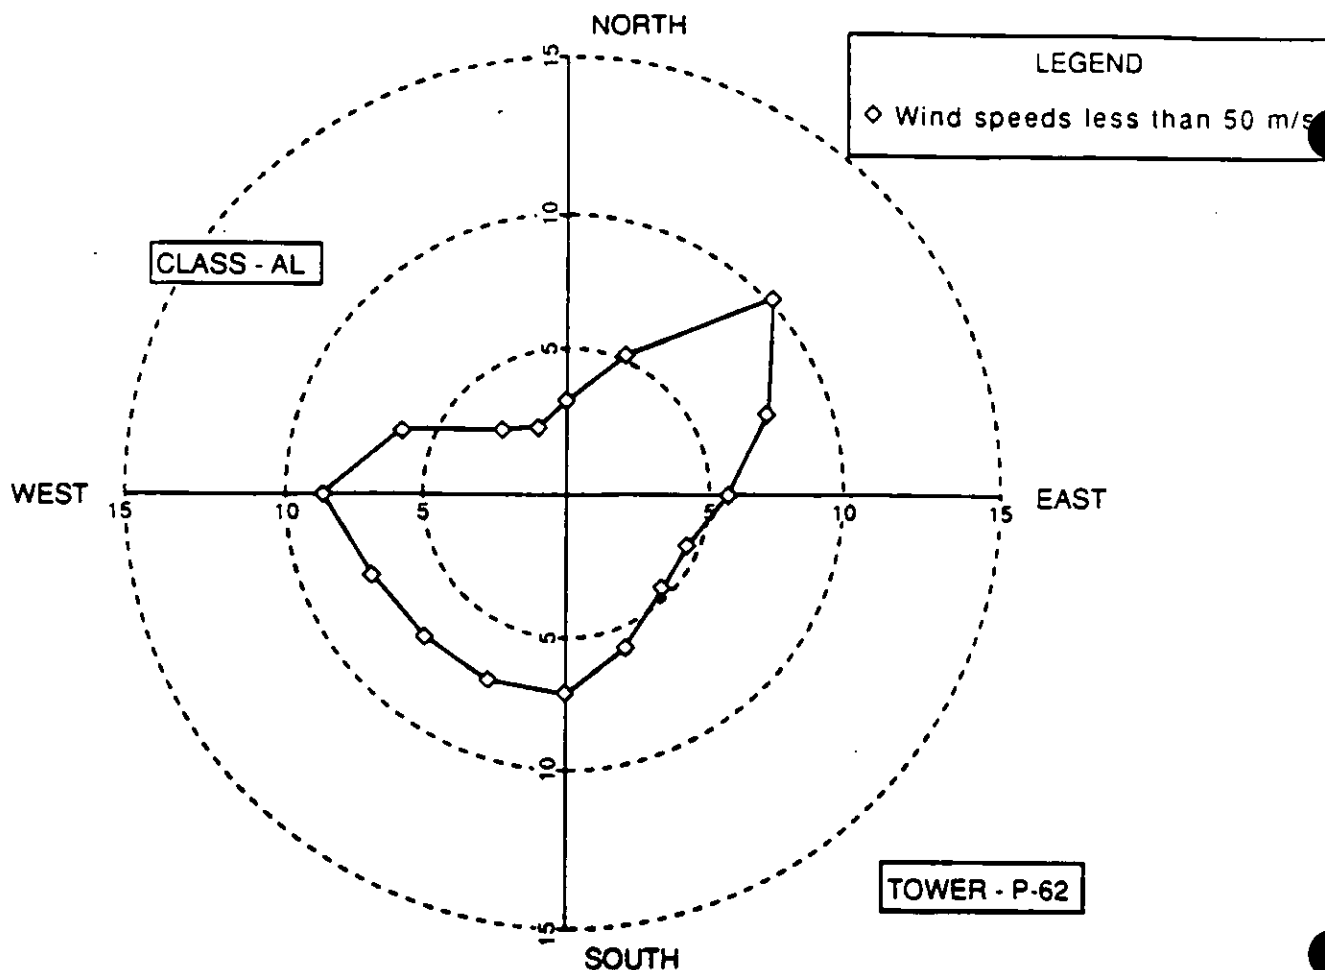 NORTH
15
LEGEND
◇ Wind speeds less than 50 m/s
10
CLASS - AL
5
WEST
15 10 5 5 10 15
EAST
5
10
TOWER - P-62
15
SOUTH